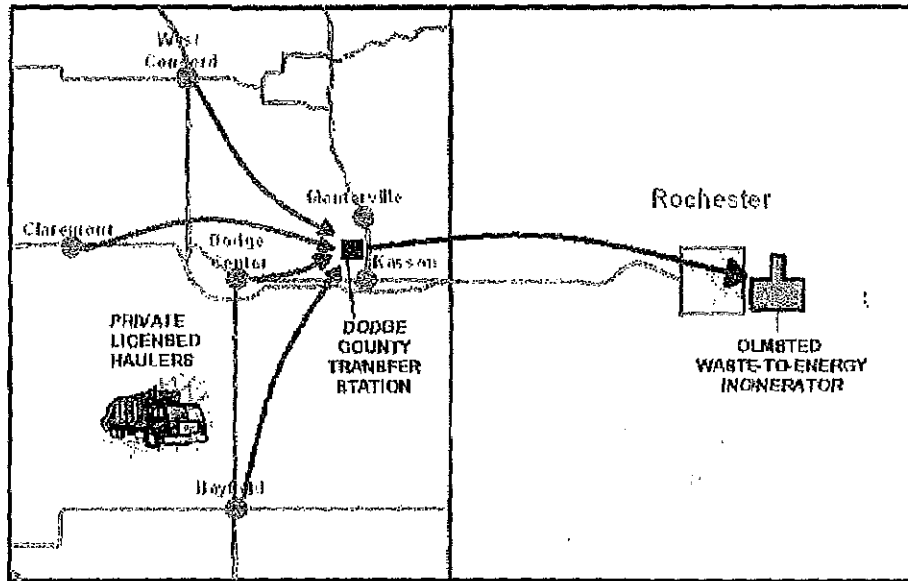 West
Concord
Mantorville
Rochester
Claremont
Dodge
Center
Kasson
PRIVATE
LICENSED
HAULERS
DODGE
COUNTY
TRANSFER
STATION
OLMSTED
WASTE-TO-ENERGY
INCINERATOR
Hayfield